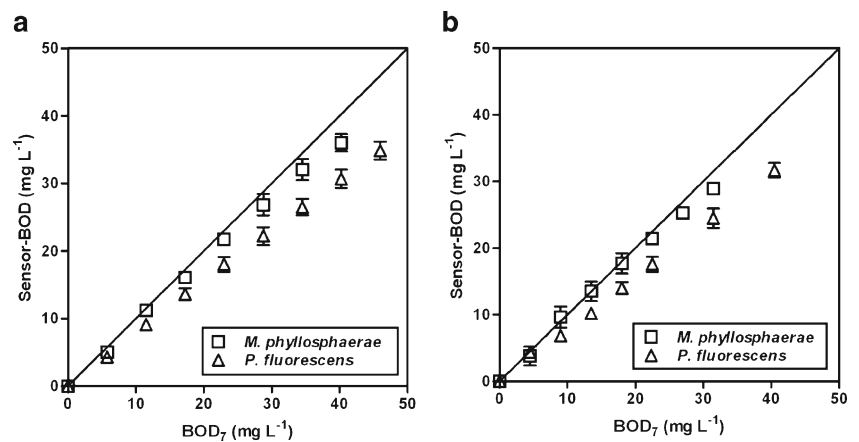 a
50
40
30
20
10
0
Sensor-BOD (mg L-1)
0 10 20 30 40 50
BOD7 (mg L-1)
M. phyllosphaerae
P. fluorescens
b
50
40
30
20
10
0
Sensor-BOD (mg L-1)
0 10 20 30 40 50
BOD7 (mg L-1)
M. phyllosphaerae
P. fluorescens